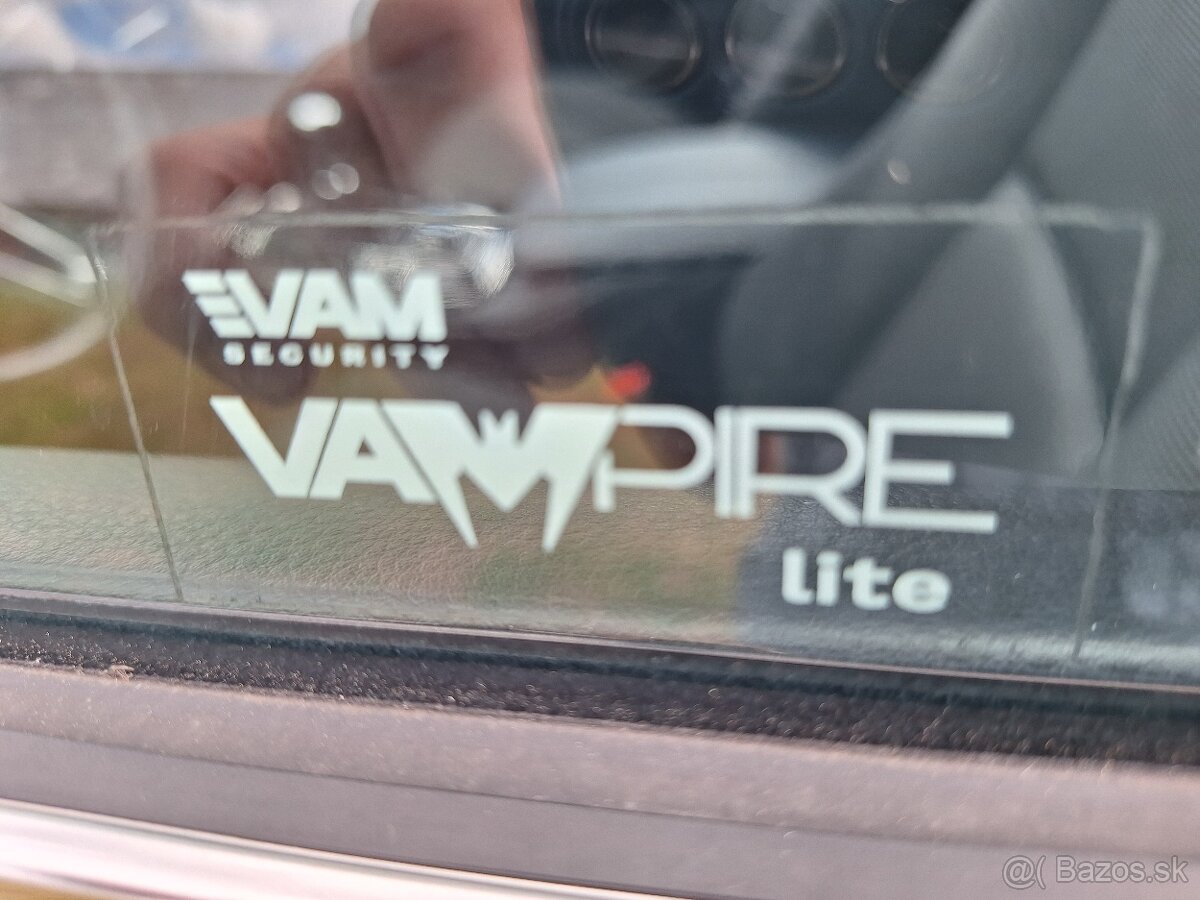 VAM
SECURITY
VAMPIRE
lite
@( Bazos.sk